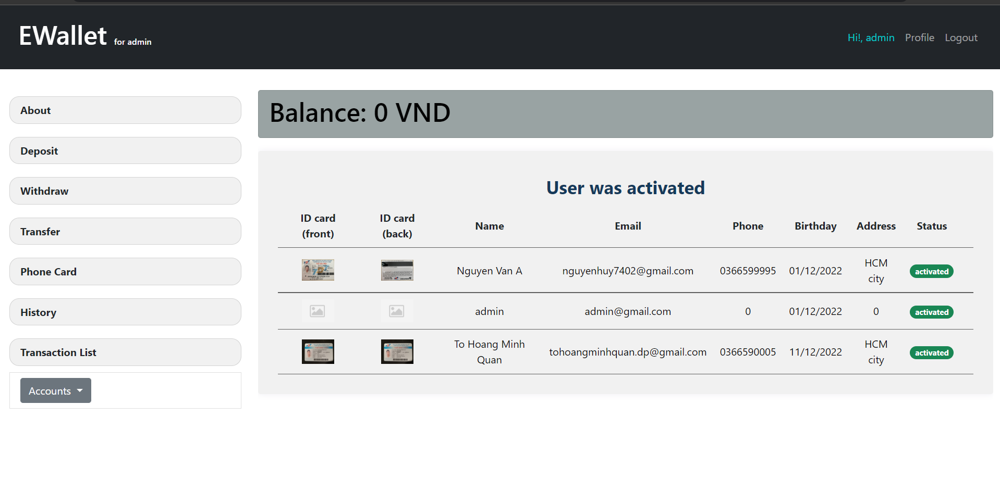 EWallet for admin
Hi!, admin Profile Logout
About
Deposit
Withdraw
Transfer
Phone Card
History
Transaction List
Accounts
Balance: 0 VND
User was activated
ID card (front) ID card (back) Name Email Phone Birthday Address Status
Nguyen Van A nguyenhuy7402@gmail.com 0366599995 01/12/2022 HCM city activated
admin admin@gmail.com 0 01/12/2022 0 activated
To Hoang Minh Quan tohoangminhquan.dp@gmail.com 0366590005 11/12/2022 HCM city activated